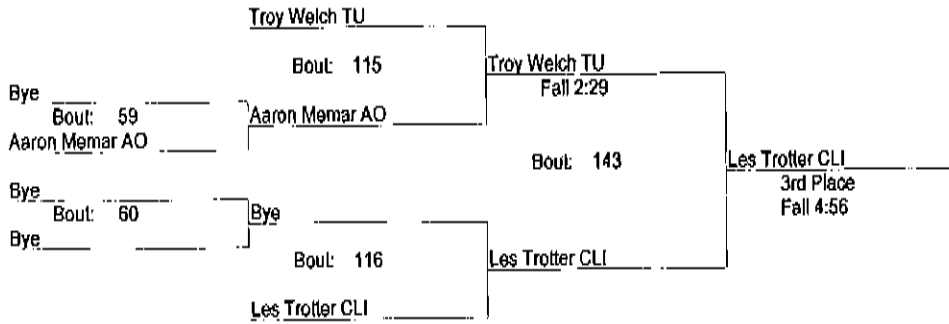 Troy Welch TU
Bout: 115
Troy Welch TU
Fall 2:29
Bye
Bout: 59
Aaron Memar AO
Aaron Memar AO
Bout: 143
Les Trotter CLI
3rd Place
Fall 4:56
Bye
Bout: 60
Bye
Bye
Bout: 116
Les Trotter CLI
Les Trotter CLI